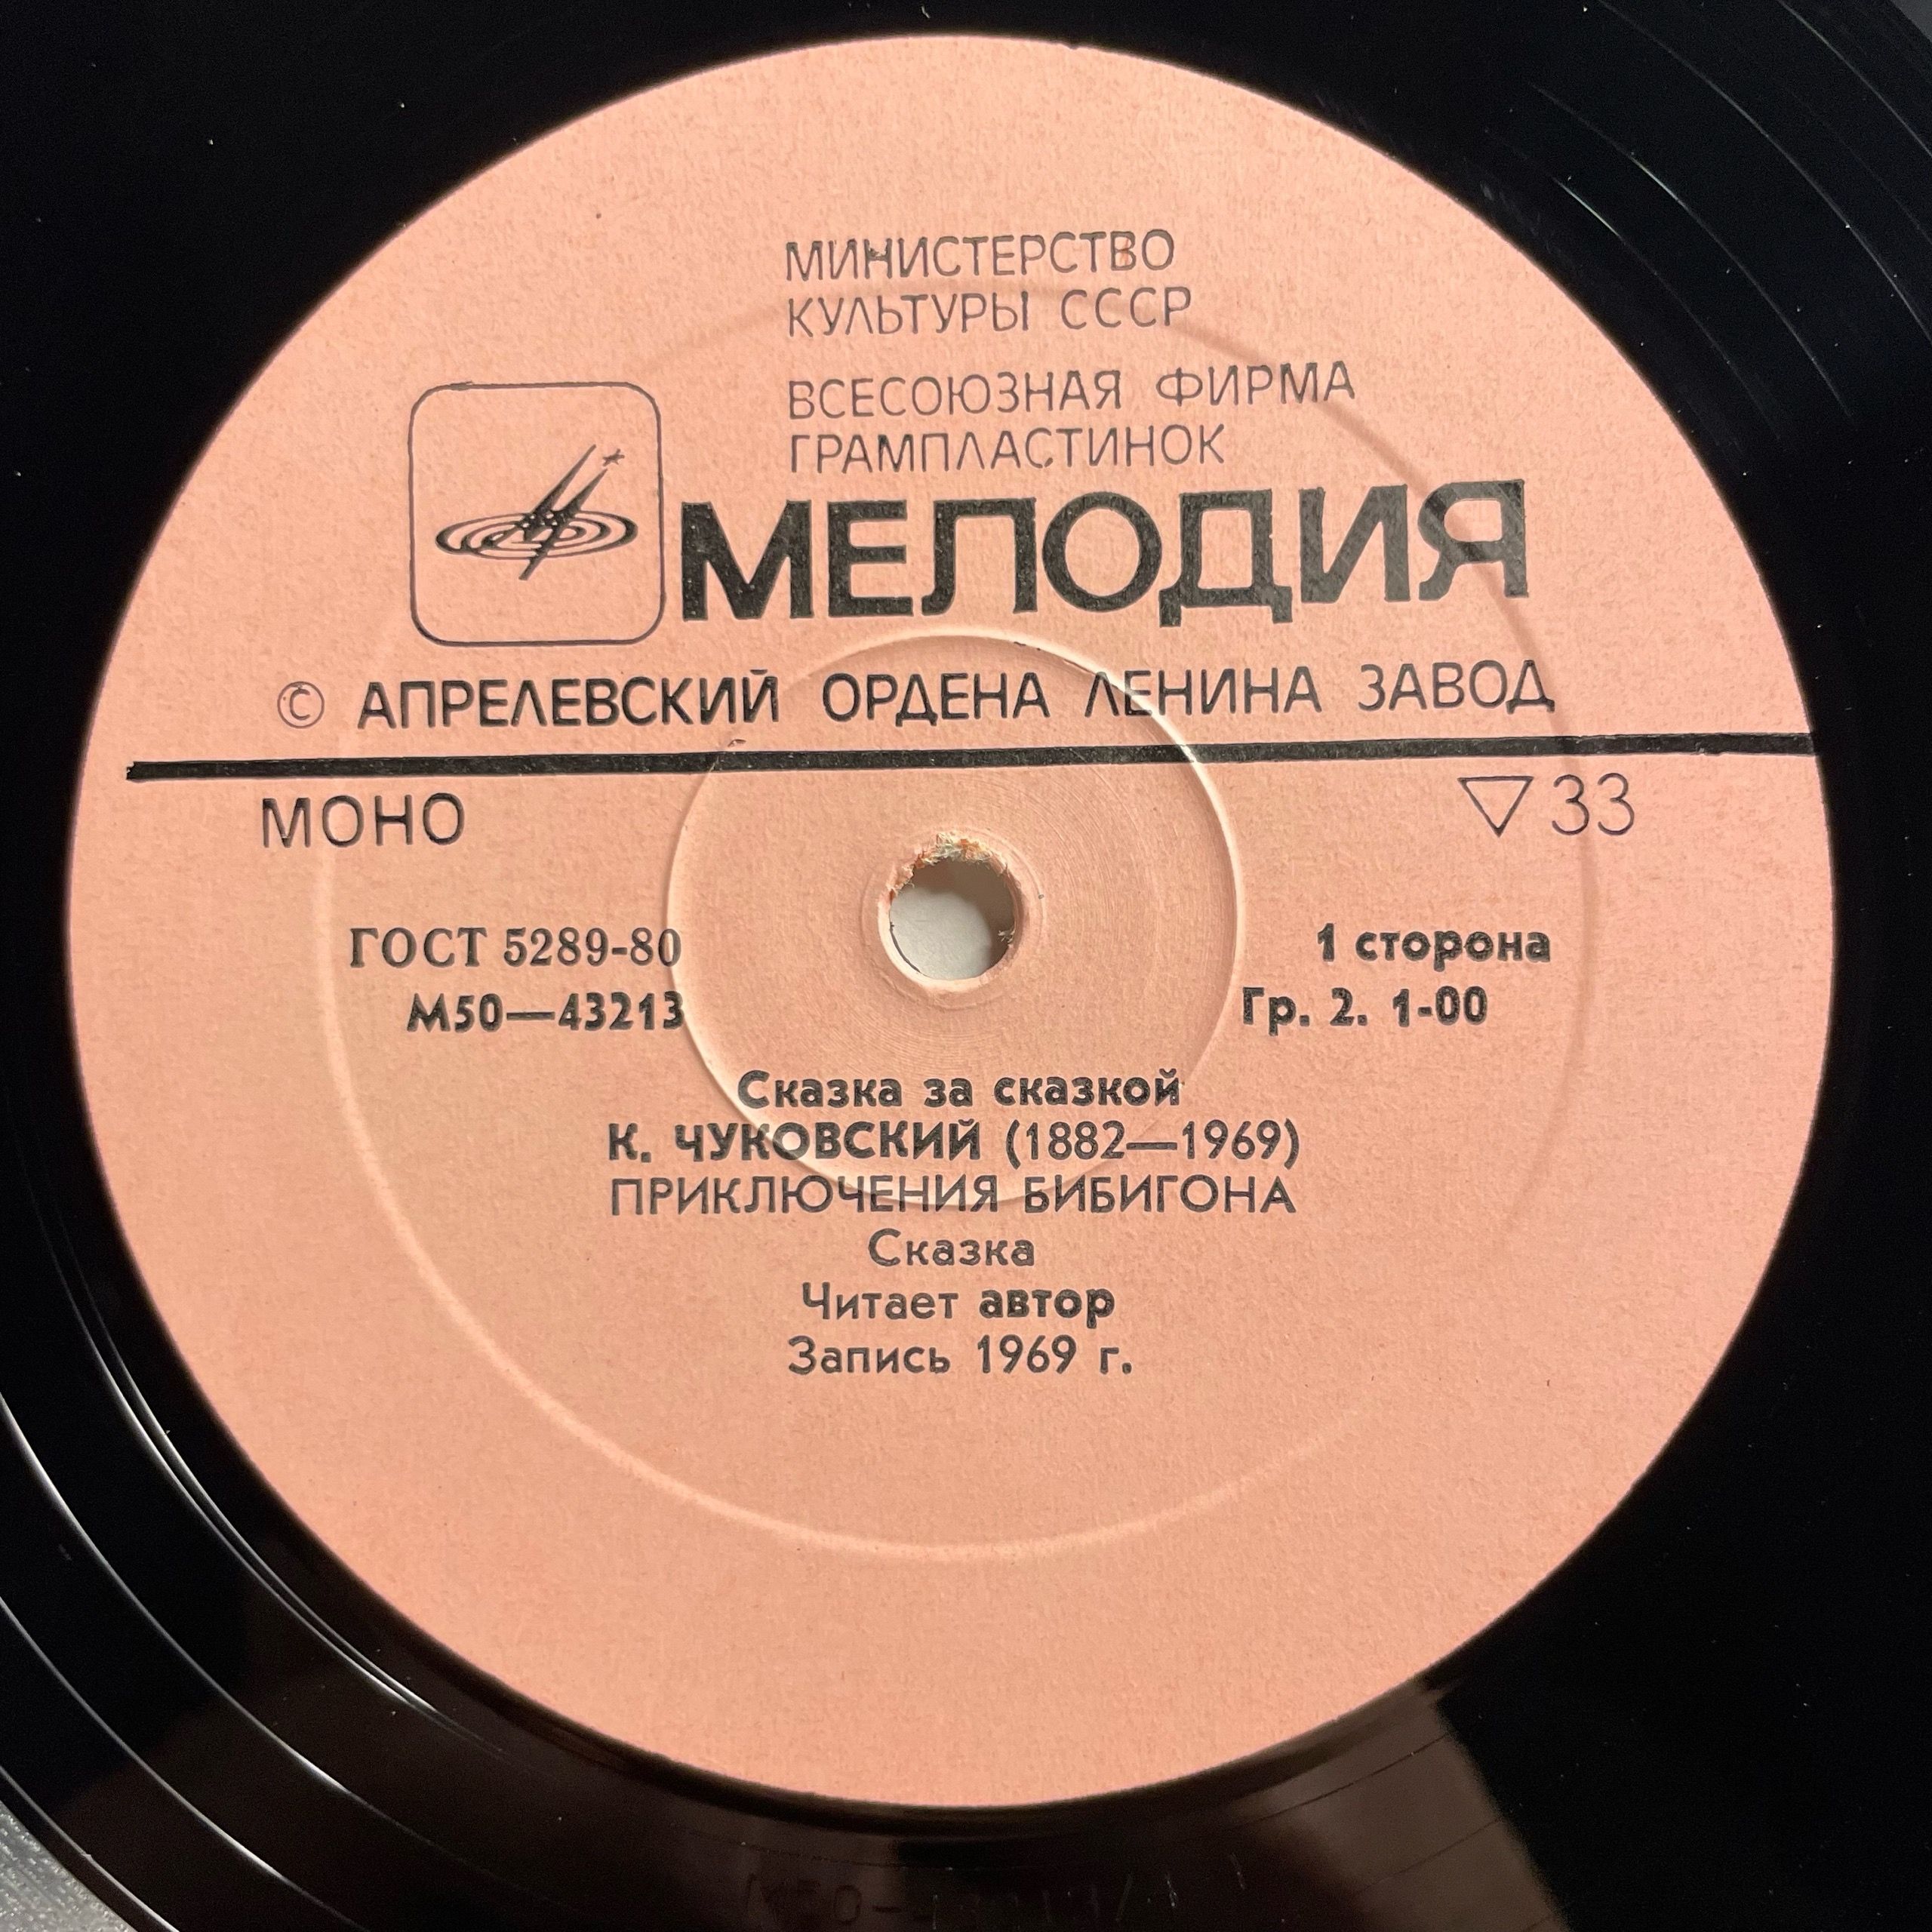 МИНИСТЕРСТВО
КУЛЬТУРЫ СССР
ВСЕСОЮЗНАЯ ФИРМА
ГРАМПЛАСТИНОК
МЕЛОДИЯ
© АПРЕЛЕВСКИЙ ОРДЕНА ЛЕНИНА ЗАВОД
МОНО ▽ 33
ГОСТ 5289-80 1 сторона
М50—43213 Гр. 2. 1-00
Сказка за сказкой
К. ЧУКОВСКИЙ (1882—1969)
ПРИКЛЮЧЕНИЯ БИБИГОНА
Сказка
Читает автор
Запись 1969 г.